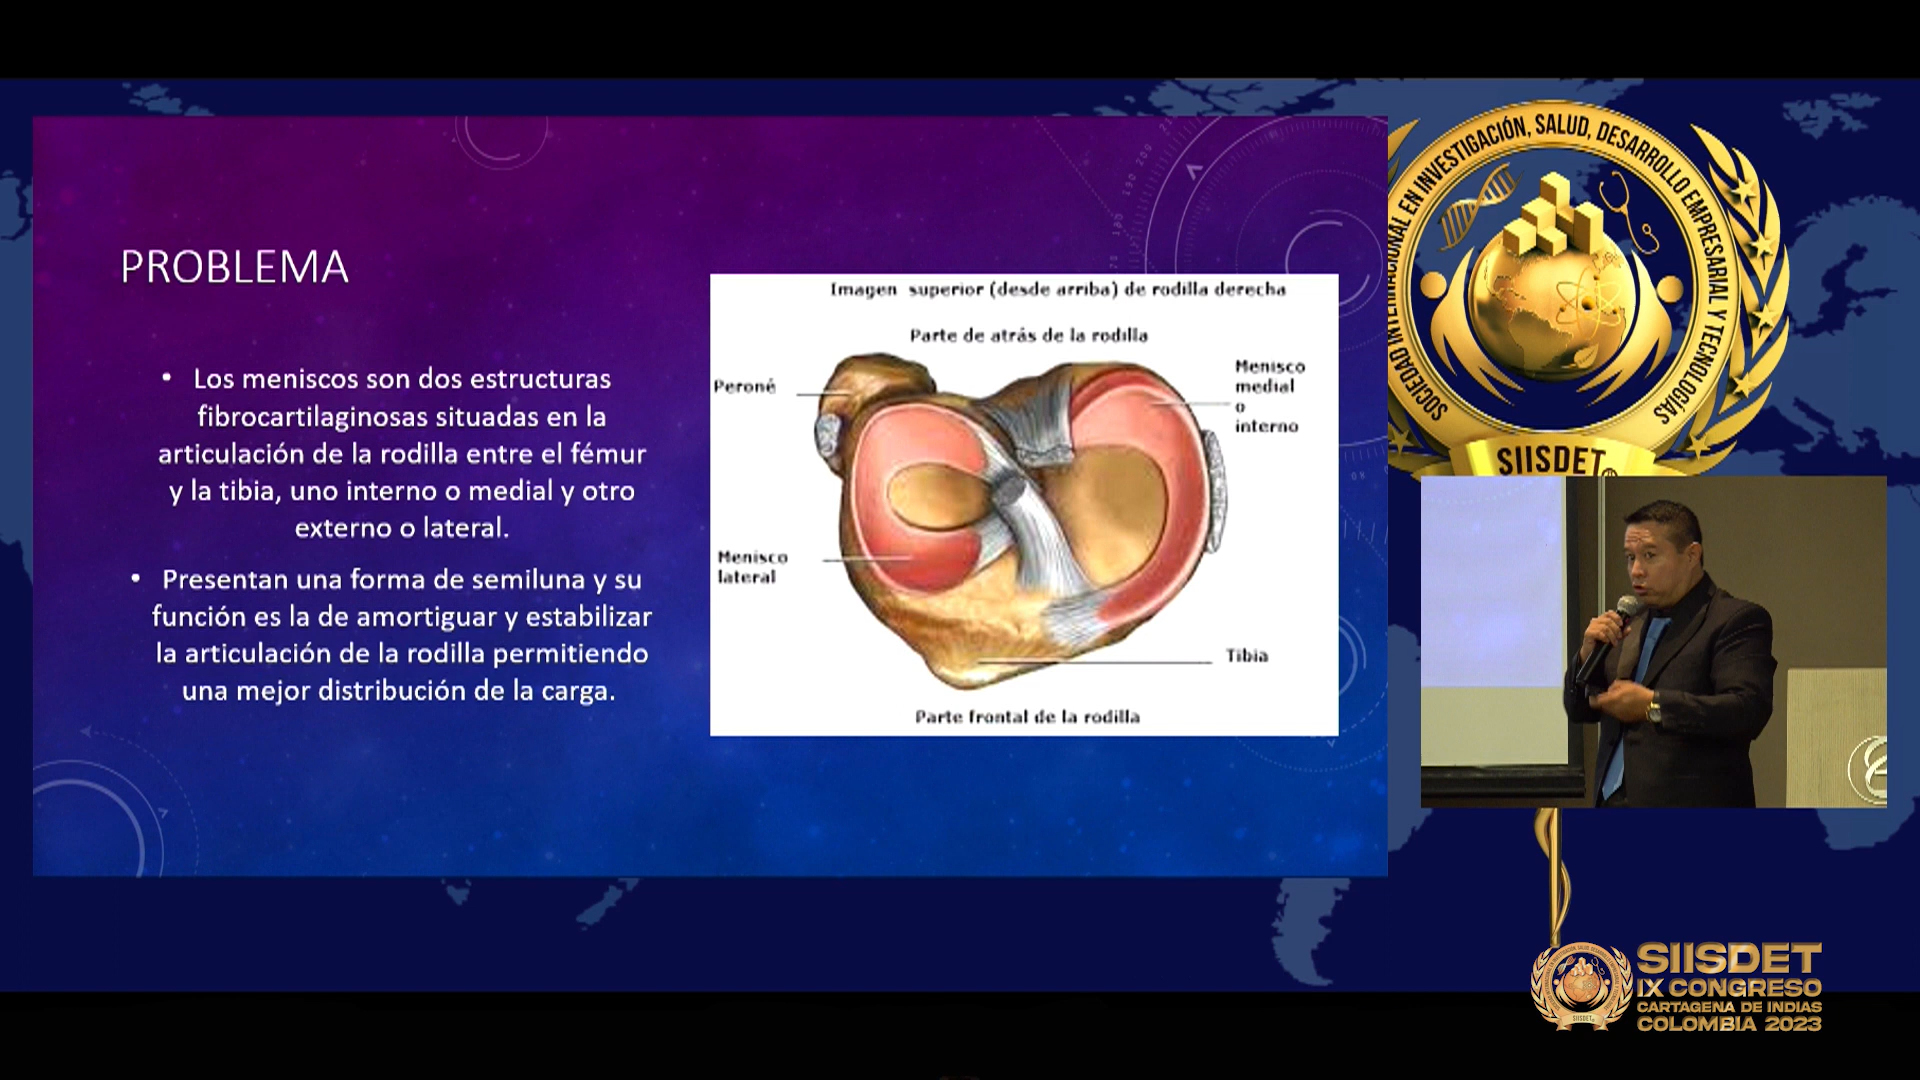 PROBLEMA
• Los meniscos son dos estructuras
fibrocartilaginosas situadas en la
articulación de la rodilla entre el fémur
y la tibia, uno interno o medial y otro
externo o lateral.
• Presentan una forma de semiluna y su
función es la de amortiguar y estabilizar
la articulación de la rodilla permitiendo
una mejor distribución de la carga.
Imagen superior (desde arriba) de rodilla derecha
Parte de atrás de la rodilla
Peroné
Menisco
medial
o
interno
Menisco
lateral
Tibia
Parte frontal de la rodilla
SOCIEDAD INTERNACIONAL EN INVESTIGACIÓN, SALUD, DESARROLLO EMPRESARIAL Y TECNOLOGÍAS
SIISDET
SIISDET
IX CONGRESO
CARTAGENA DE INDIAS
COLOMBIA 2023